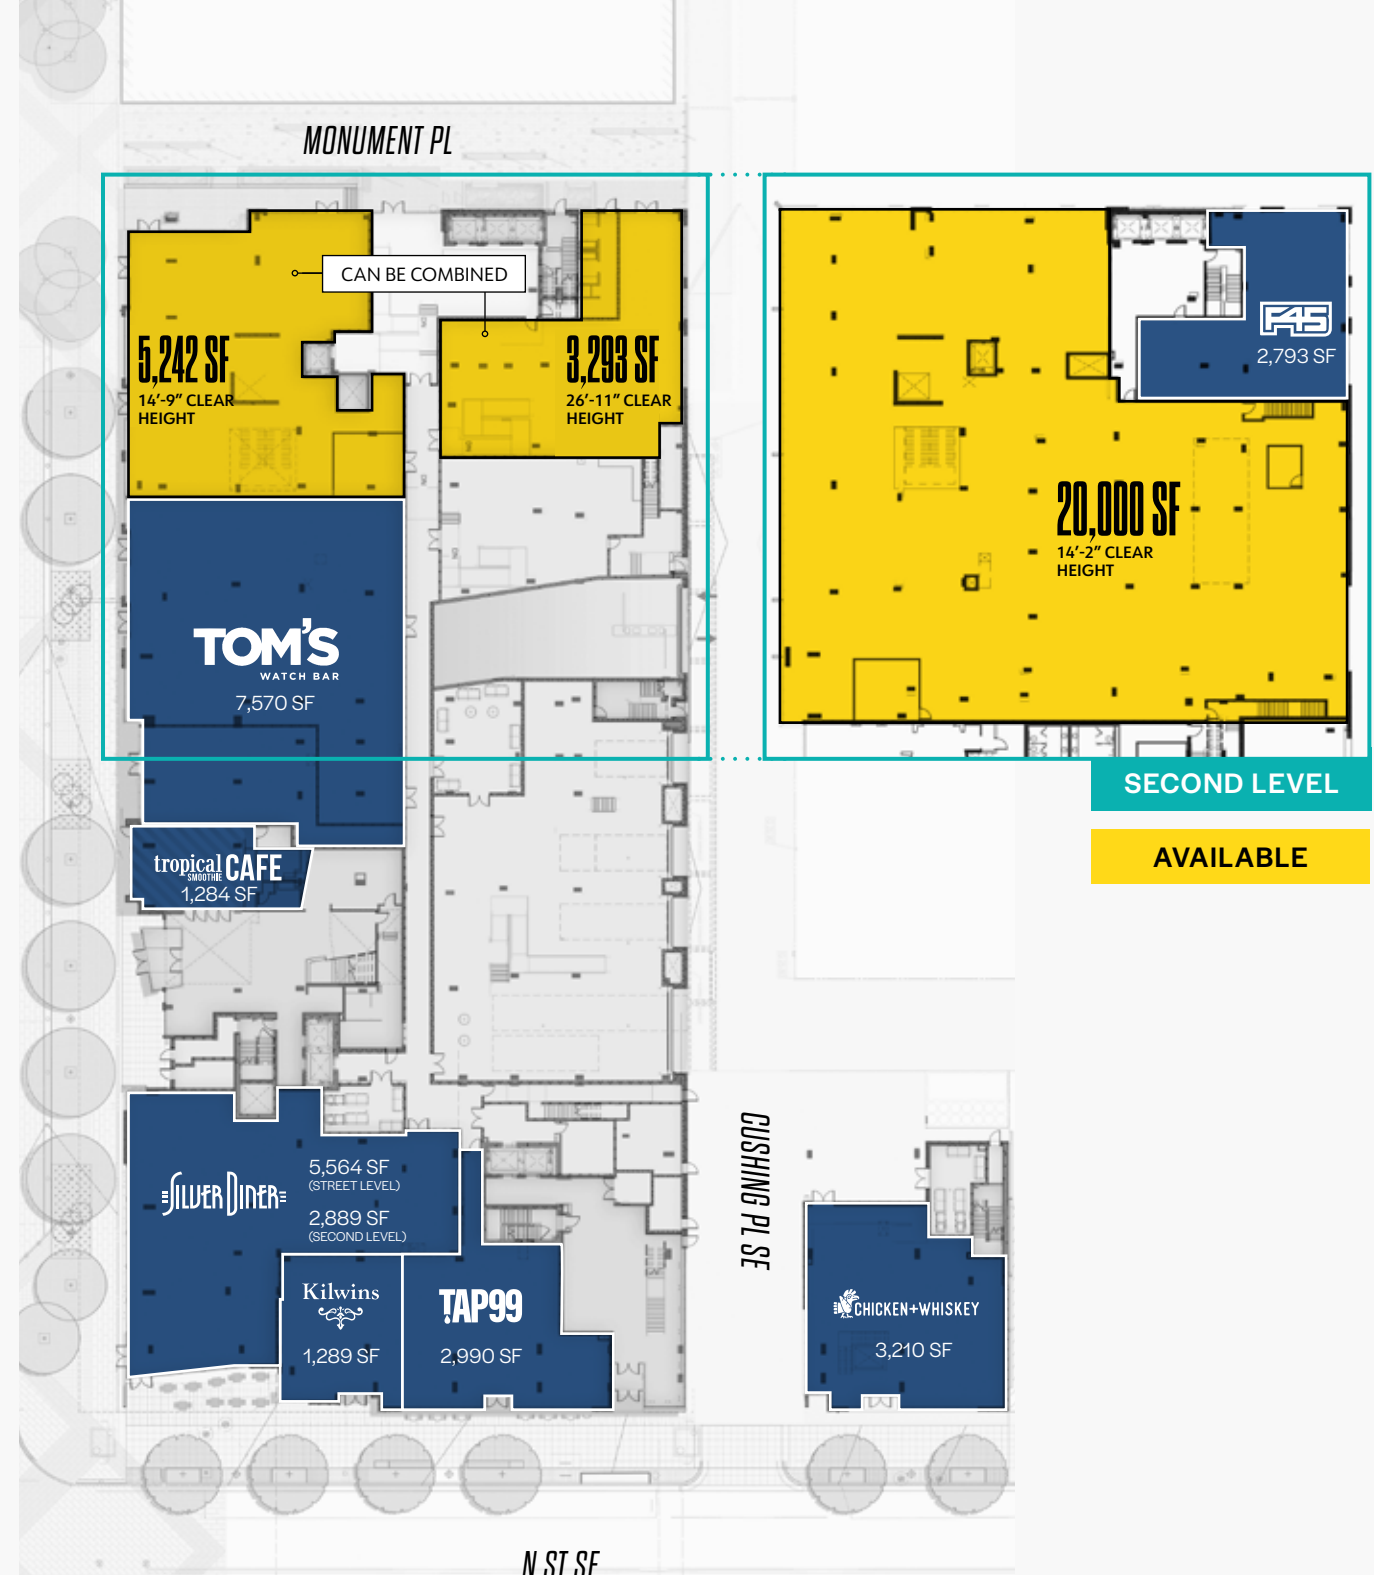 MONUMENT PL
CAN BE COMBINED
5,242 SF
14'-9" CLEAR
HEIGHT
3,293 SF
26'-11" CLEAR
HEIGHT
F45
2,793 SF
20,000 SF
14'-2" CLEAR
HEIGHT
TOM'S
WATCH BAR
7,570 SF
SECOND LEVEL
AVAILABLE
tropical
SMOOTHIE
CAFE
1,284 SF
SILVER DINER
5,564 SF
(STREET LEVEL)
2,889 SF
(SECOND LEVEL)
Kilwins
1,289 SF
TAP99
2,990 SF
CUSHING PL SE
CHICKEN+WHISKEY
3,210 SF
N ST SE